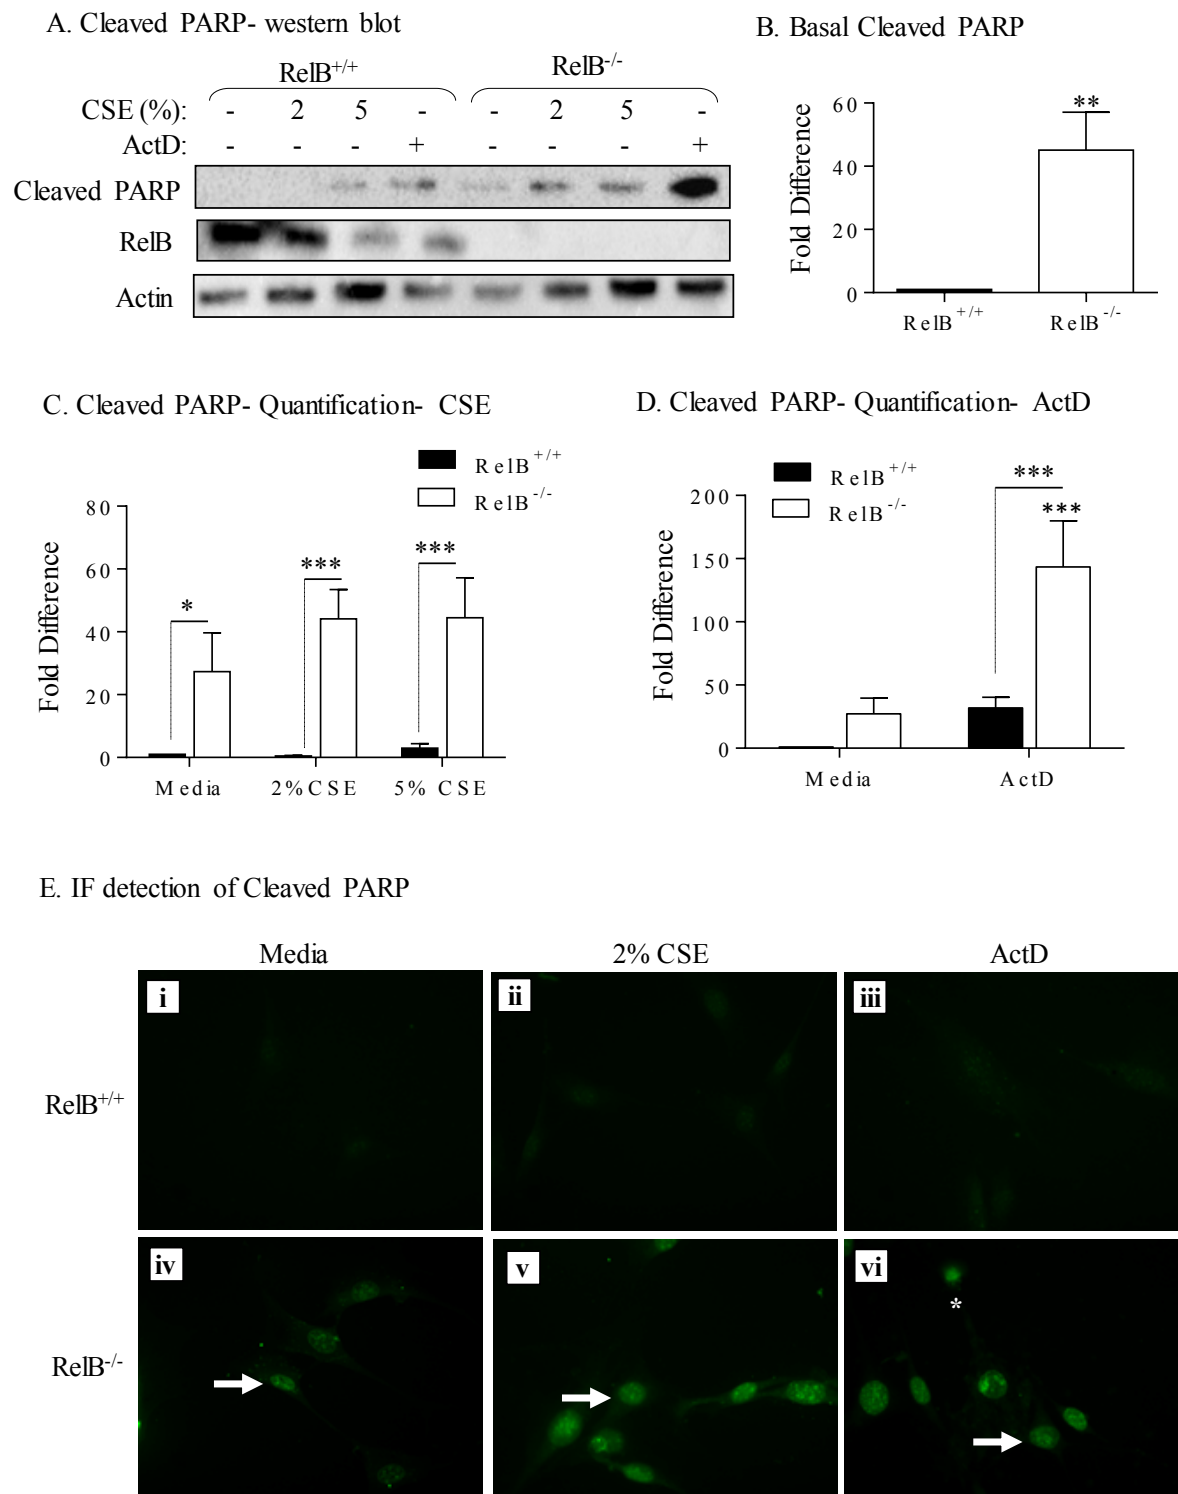 A. Cleaved PARP- western blot
RelB+/+ RelB-/-
CSE (%): - 2 5 - - 2 5 -
ActD: - - - + - - - +
Cleaved PARP
RelB
Actin
B. Basal Cleaved PARP
Fold Difference
60
40
20
0
**
RelB+/+ RelB-/-
C. Cleaved PARP- Quantification- CSE
RelB+/+
RelB-/-
Fold Difference
80
60
40
20
0
* *** ***
Media 2%CSE 5% CSE
D. Cleaved PARP- Quantification- ActD
RelB+/+
RelB-/-
Fold Difference
200
150
100
50
0
***
***
Media ActD
E. IF detection of Cleaved PARP
Media 2% CSE ActD
RelB+/+
i ii iii
RelB-/-
iv v vi
*